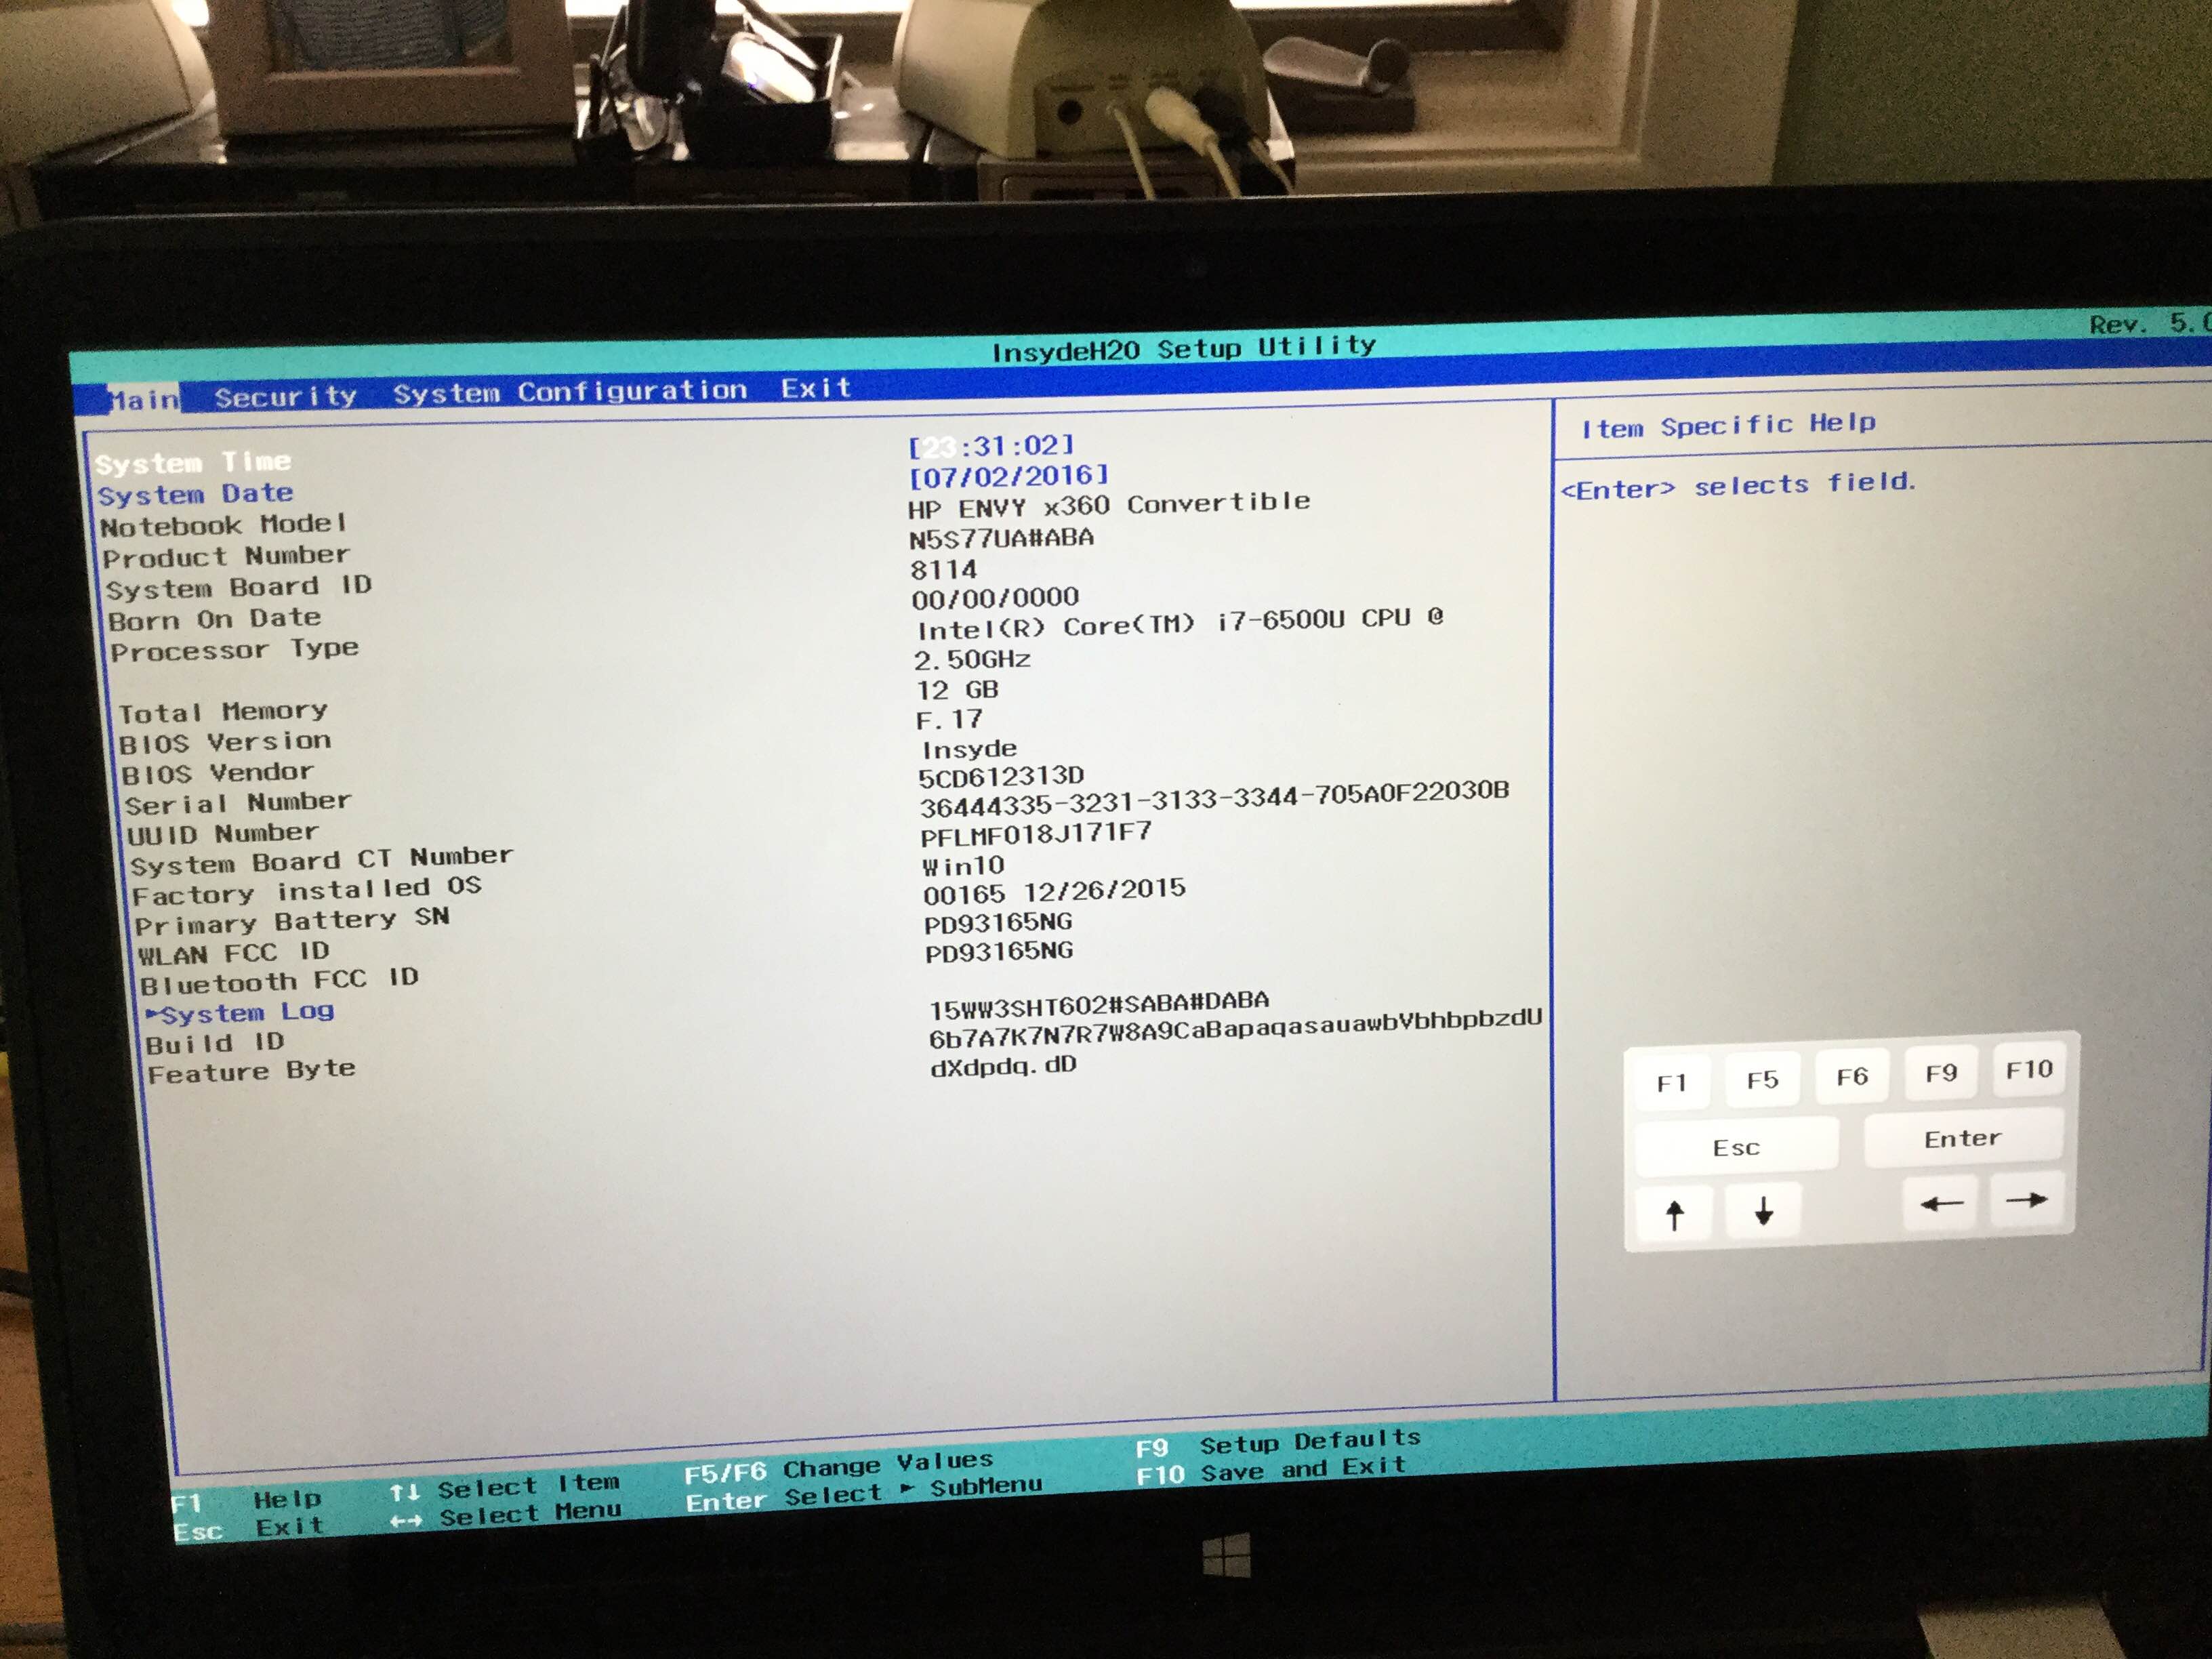 InsydeH20 Setup Utility
Rev. 5.
Main Security System Configuration Exit
System Time [23:31:02]
System Date [07/02/2016]
Notebook Model HP ENVY x360 Convertible
Product Number N5S77UA#ABA
System Board ID 8114
Born On Date 00/00/0000
Processor Type Intel(R) Core(TM) i7-6500U CPU @
2.50GHz
Total Memory 12 GB
BIOS Version F.17
BIOS Vendor Insyde
Serial Number 5CD612313D
UUID Number 36444335-3231-3133-3344-705A0F22030B
System Board CT Number PFLMF018J171F7
Factory installed OS Win10
Primary Battery SN 00165 12/26/2015
WLAN FCC ID PD93165NG
Bluetooth FCC ID PD93165NG
►System Log
Build ID 15WW3SHT602#SABA#DABA
Feature Byte 6b7A7K7N7R7W8A9CaBapaqasauawbVbhbpbzdU
dXdpdq.dD
Item Specific Help
<Enter> selects field.
F1 F5 F6 F9 F10
Esc Enter
↑ ↓ ← →
F1 Help ↑↓ Select Item F5/F6 Change Values F9 Setup Defaults
Esc Exit ←→ Select Menu Enter Select ► SubMenu F10 Save and Exit